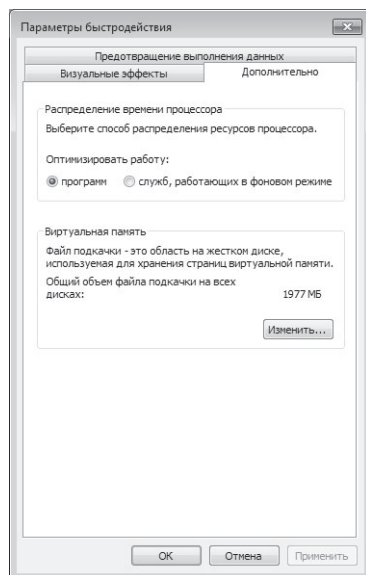 Параметры быстродействия
Предотвращение выполнения данных
Визуальные эффекты
Дополнительно
Распределение времени процессора
Выберите способ распределения ресурсов процессора.
Оптимизировать работу:
программ
служб, работающих в фоновом режиме
Виртуальная память
Файл подкачки - это область на жестком диске,
используемая для хранения страниц виртуальной памяти.
Общий объем файла подкачки на всех
дисках:
1977 МБ
Изменить...
ОК
Отмена
Применить